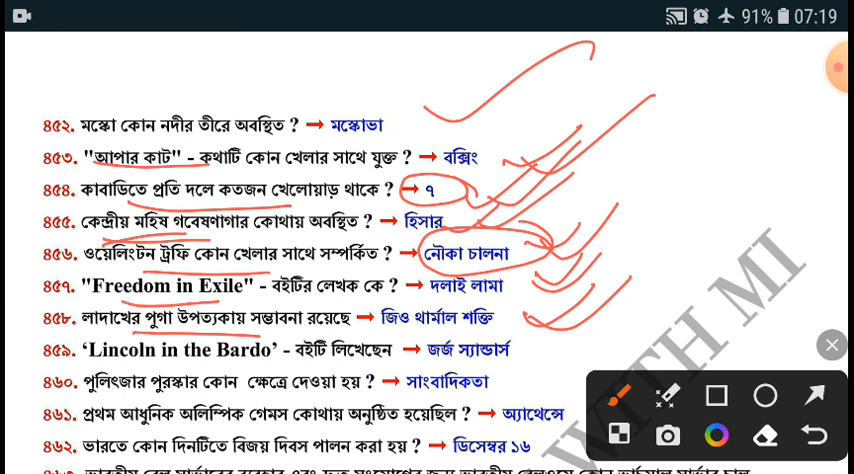 91% 07:19
৪৫২. মস্কো কোন নদীর তীরে অবস্থিত ? → মস্কোভা
৪৫৩. "আপার কাট" - কথাটি কোন খেলার সাথে যুক্ত ? → বক্সিং
৪৫৪. কাবাডিতে প্রতি দলে কতজন খেলোয়াড় থাকে ? → ৭
৪৫৫. কেন্দ্রীয় মহিষ গবেষণাগার কোথায় অবস্থিত ? → হিসার
৪৫৬. ওয়েলিংটন ট্রফি কোন খেলার সাথে সম্পর্কিত ? → নৌকা চালনা
৪৫৭. "Freedom in Exile" - বইটির লেখক কে ? → দলাই লামা
৪৫৮. লাদাখের পুগা উপত্যকায় সম্ভাবনা রয়েছে → জিও থার্মাল শক্তি
৪৫৯. ‘Lincoln in the Bardo’ - বইটি লিখেছেন → জর্জ স্যান্ডার্স
৪৬০. পুলিৎজার পুরস্কার কোন ক্ষেত্রে দেওয়া হয় ? → সাংবাদিকতা
৪৬১. প্রথম আধুনিক অলিম্পিক গেমস কোথায় অনুষ্ঠিত হয়েছিল ? → অ্যাথেন্সে
৪৬২. ভারতে কোন দিনটিতে বিজয় দিবস পালন করা হয় ? → ডিসেম্বর ১৬
WITH MI